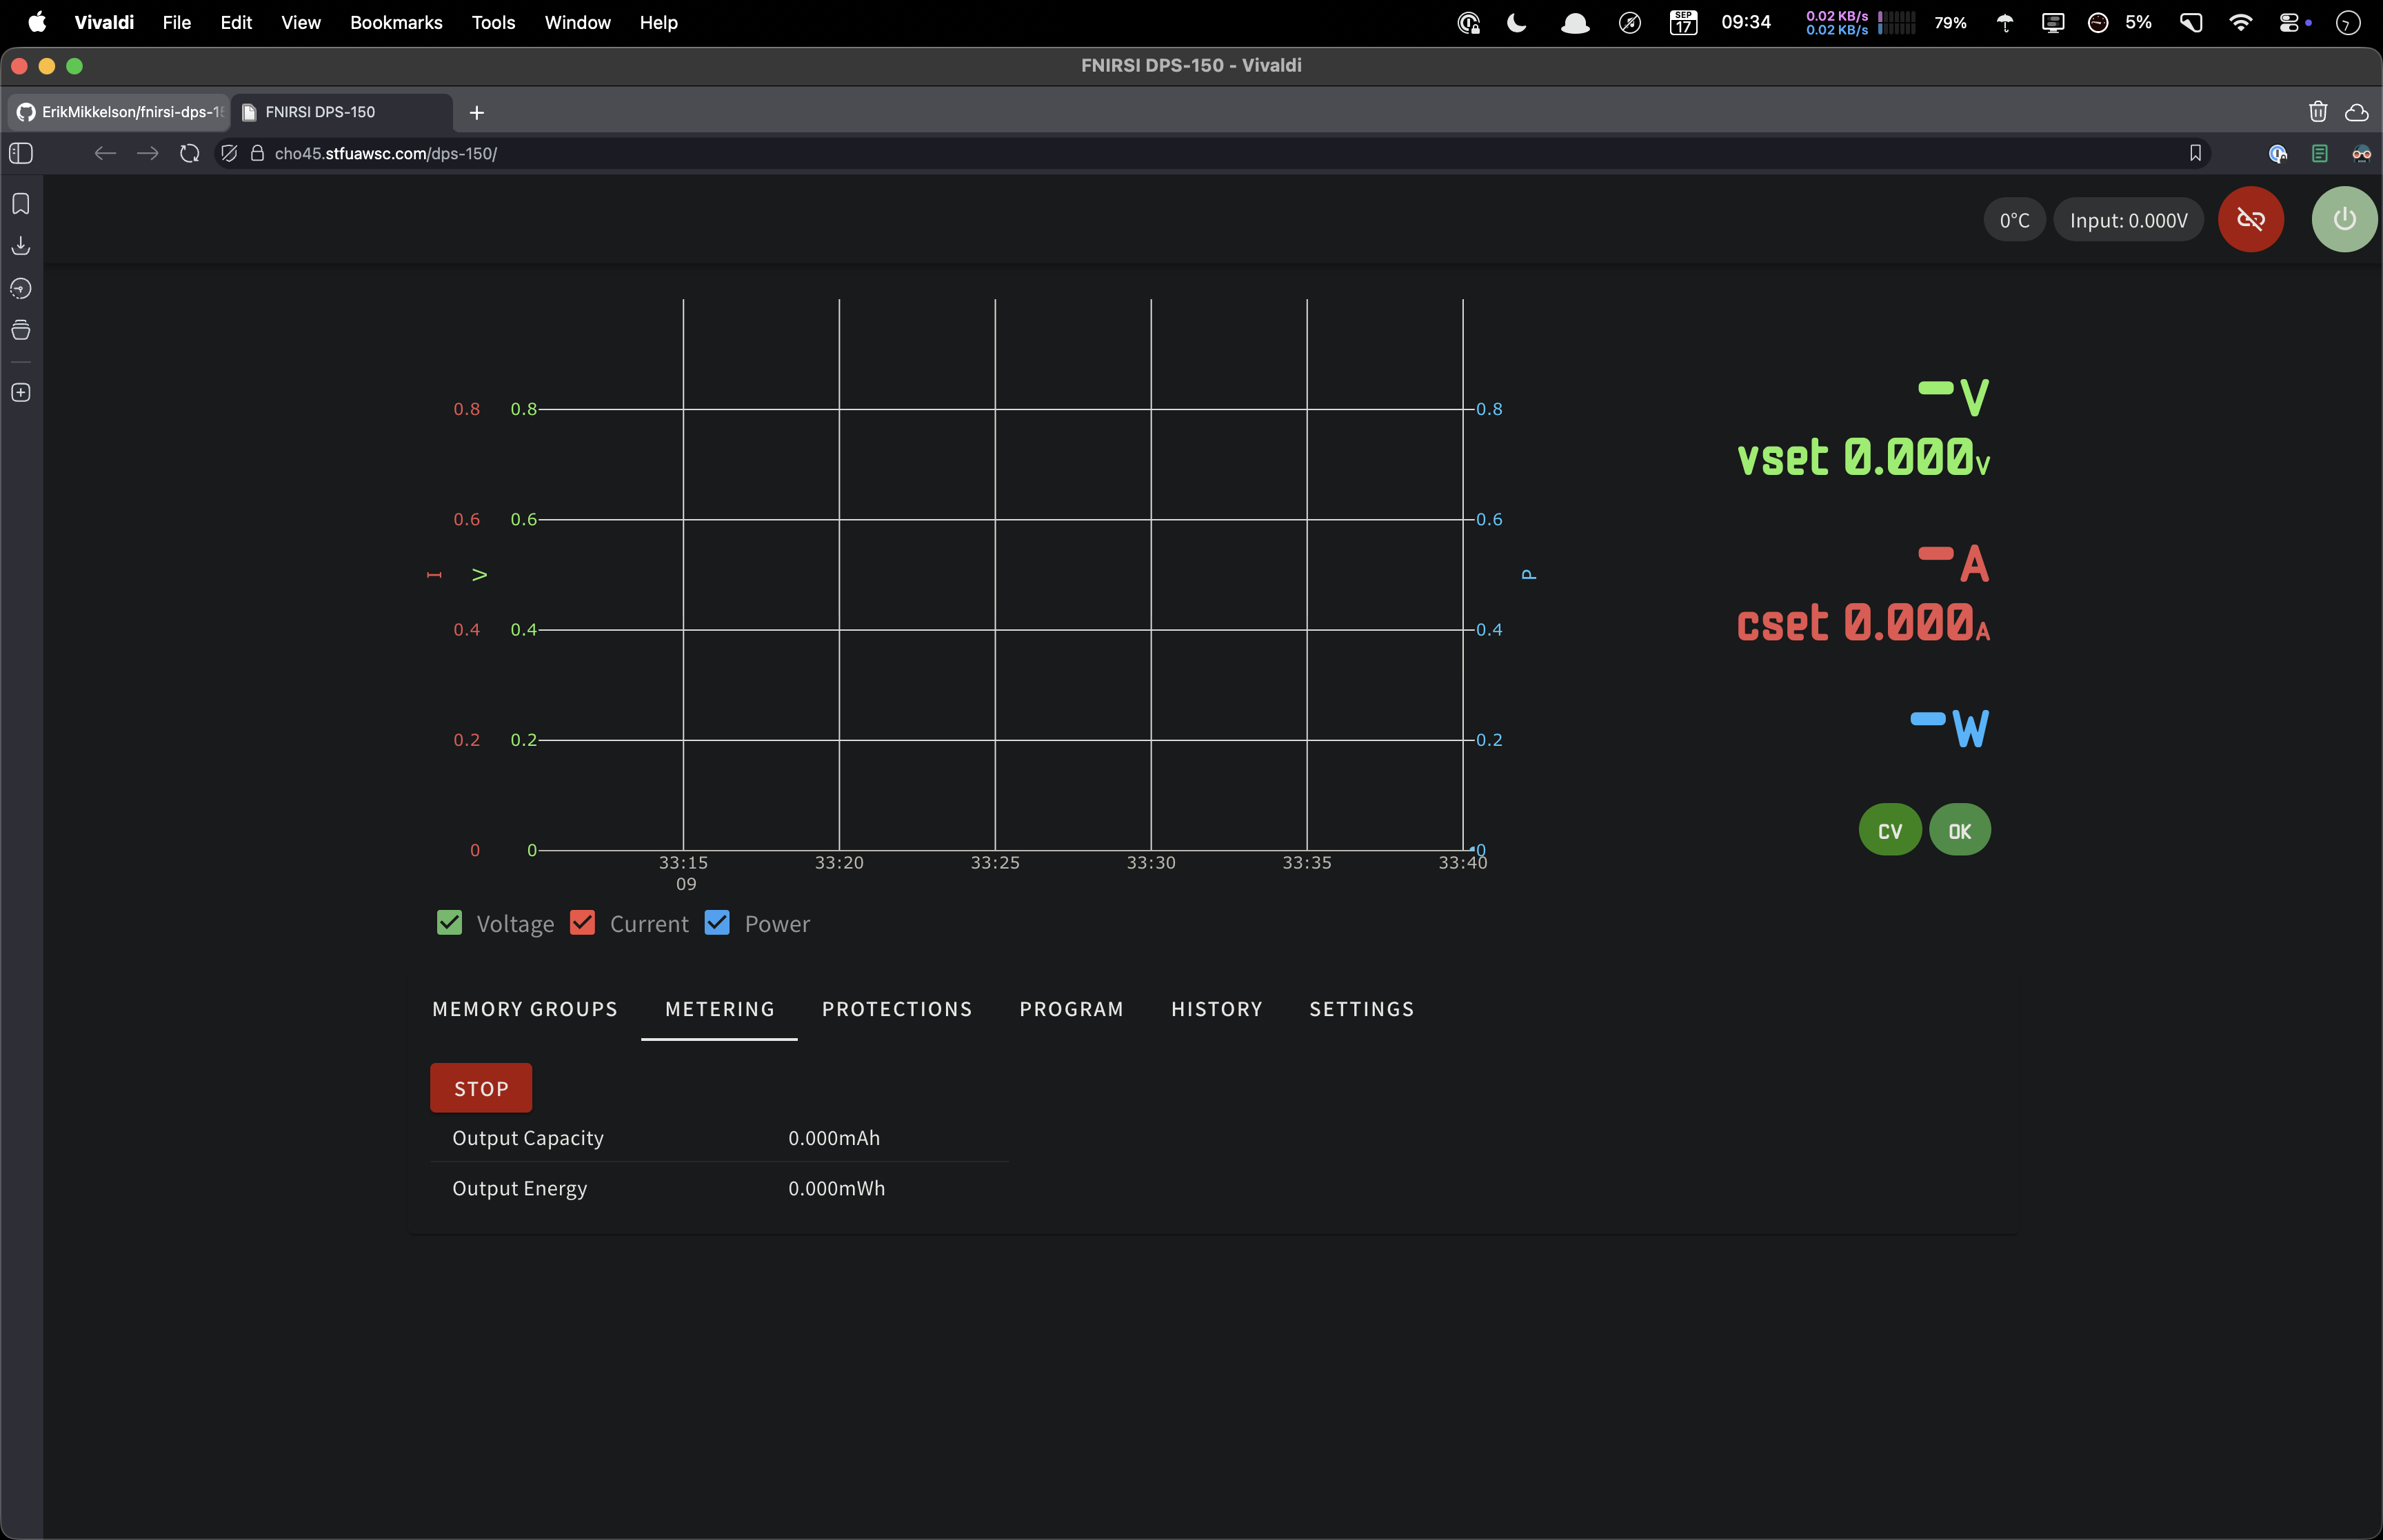 Vivaldi File Edit View Bookmarks Tools Window Help
SEP 17 09:34 0.02 KB/s 0.02 KB/s 79% 5%
FNIRSI DPS-150 - Vivaldi
ErikMikkelson/fnirsi-dps-15 FNIRSI DPS-150
cho45.stfuawsc.com/dps-150/
0°C Input: 0.000V
V
vset 0.000V
A
cset 0.000A
W
CV OK
0.8 0.8 0.8
0.6 0.6 0.6
I V P
0.4 0.4 0.4
0.2 0.2 0.2
0 0 0
33:15 33:20 33:25 33:30 33:35 33:40
09
Voltage Current Power
MEMORY GROUPS METERING PROTECTIONS PROGRAM HISTORY SETTINGS
STOP
Output Capacity 0.000mAh
Output Energy 0.000mWh